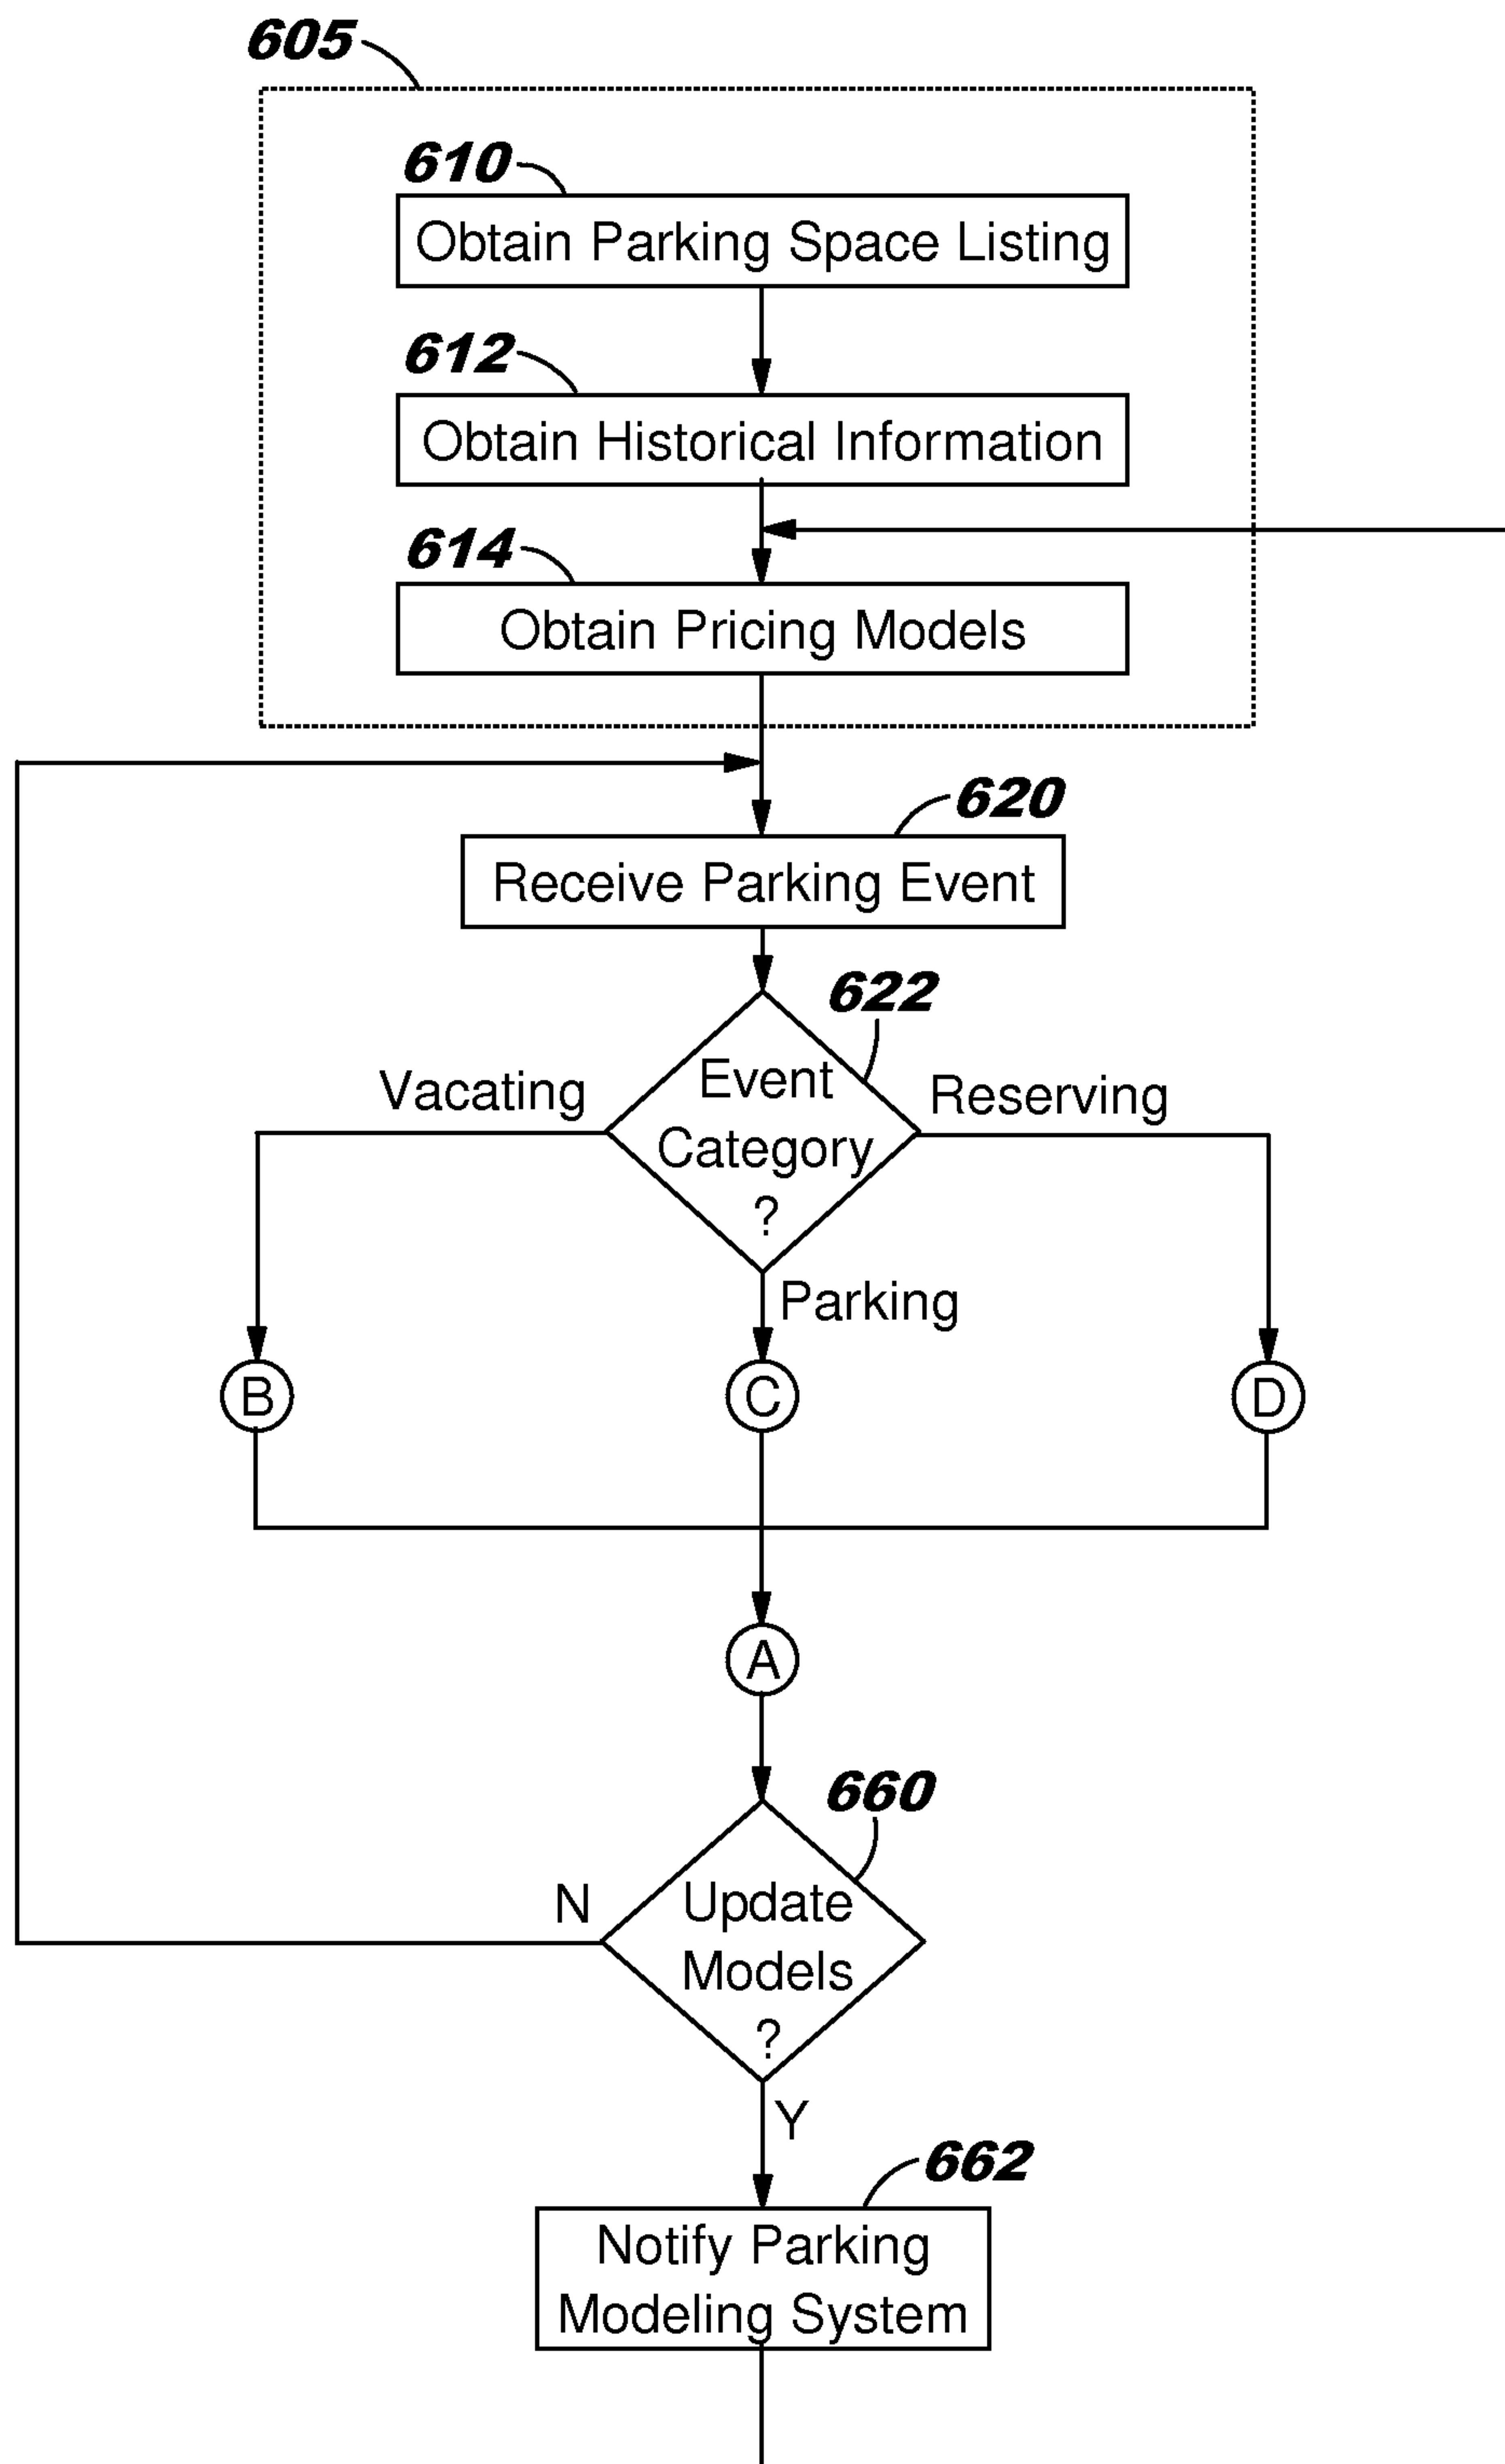 605
610
Obtain Parking Space Listing
612
Obtain Historical Information
614
Obtain Pricing Models
620
Receive Parking Event
622
Event
Category
?
Vacating
Reserving
Parking
B
C
D
A
660
Update
Models
?
N
Y
662
Notify Parking
Modeling System